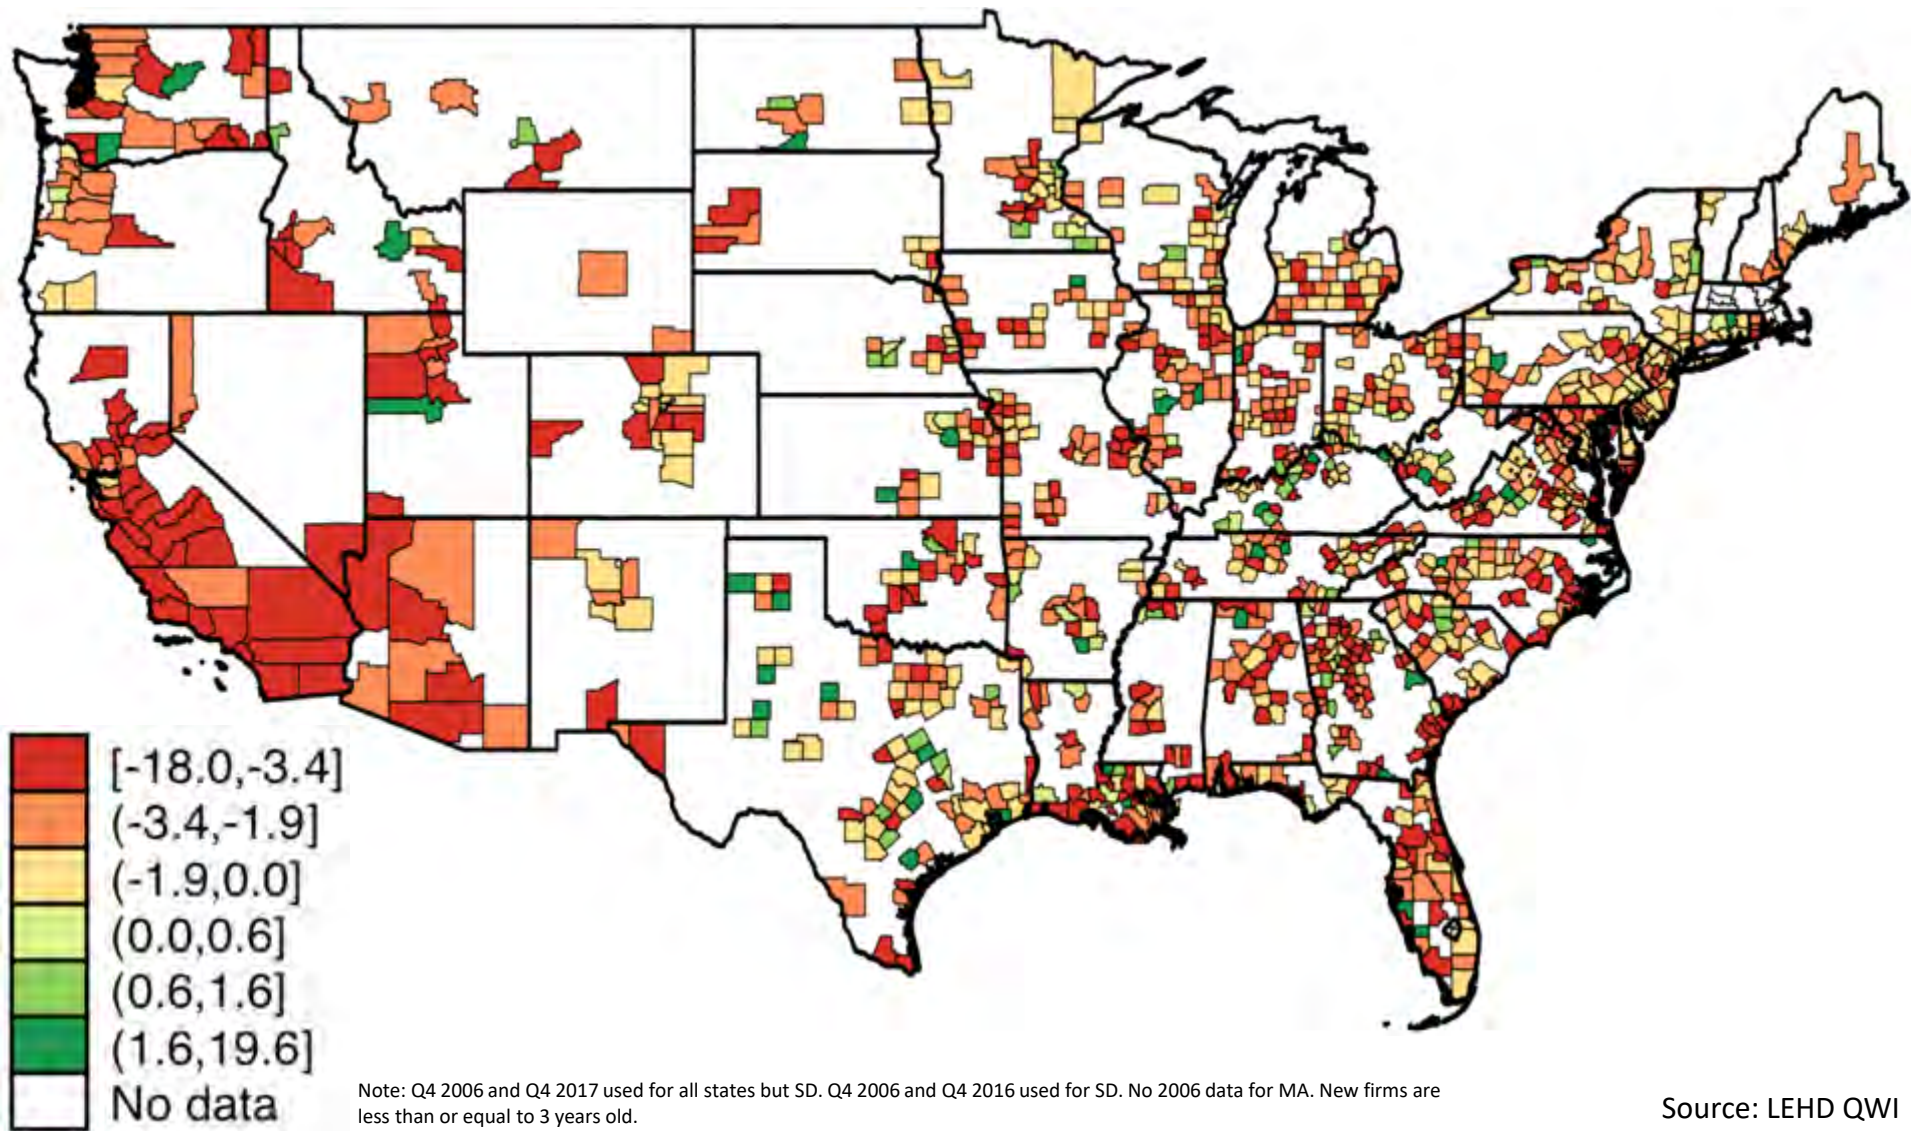 [-18.0,-3.4]
(-3.4,-1.9]
(-1.9,0.0]
(0.0,0.6]
(0.6,1.6]
(1.6,19.6]
No data
Note: Q4 2006 and Q4 2017 used for all states but SD. Q4 2006 and Q4 2016 used for SD. No 2006 data for MA. New firms are
less than or equal to 3 years old.
Source: LEHD QWI